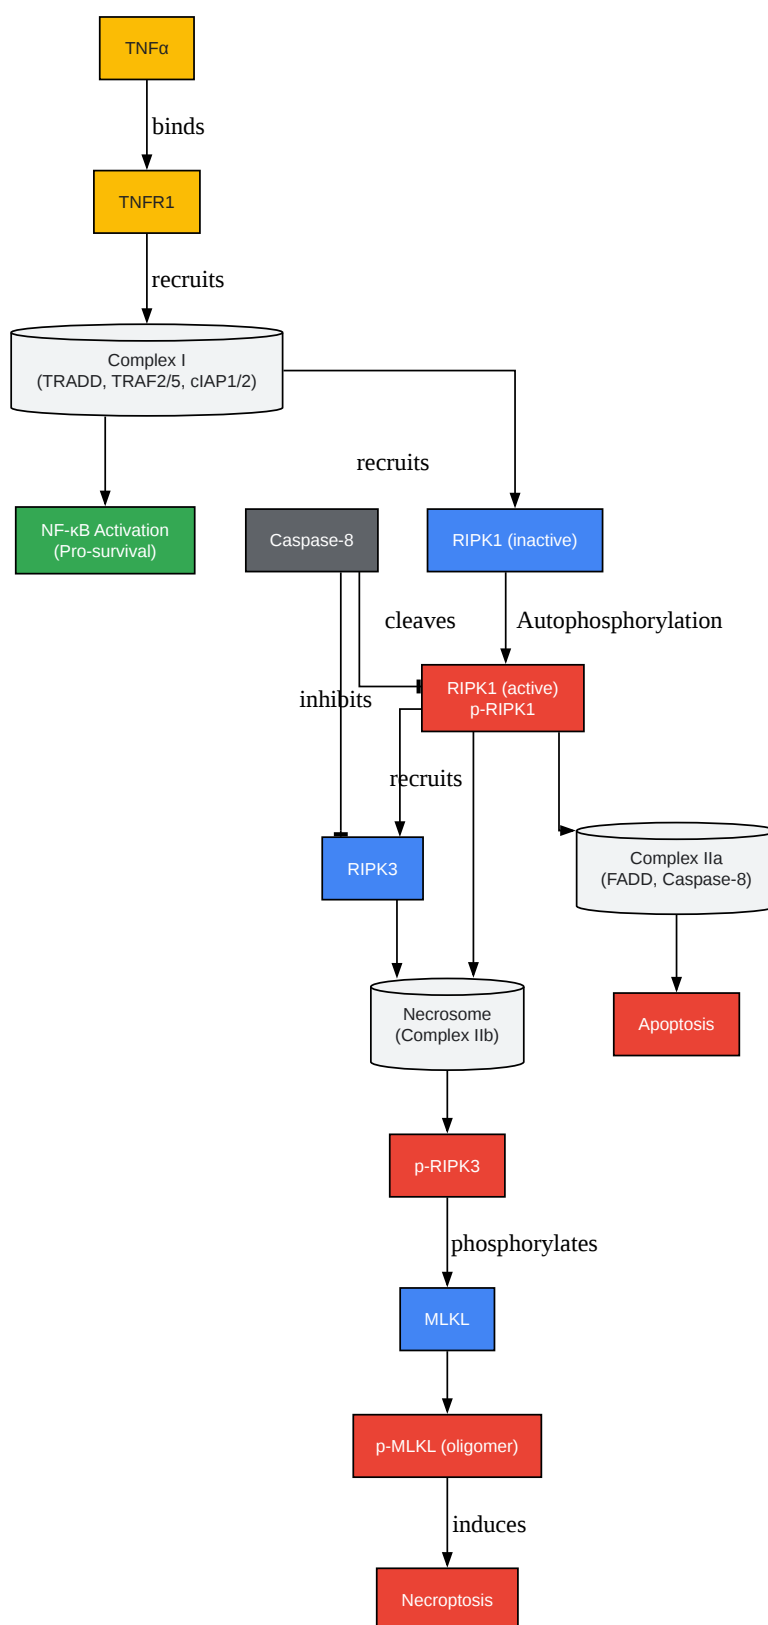 TNFα
binds
TNFR1
recruits
Complex I
(TRADD, TRAF2/5, cIAP1/2)
recruits
NF-κB Activation
(Pro-survival)
Caspase-8
RIPK1 (inactive)
cleaves
Autophosphorylation
inhibits
RIPK1 (active)
p-RIPK1
recruits
RIPK3
Complex IIa
(FADD, Caspase-8)
Necrosome
(Complex IIb)
Apoptosis
p-RIPK3
phosphorylates
MLKL
p-MLKL (oligomer)
induces
Necroptosis